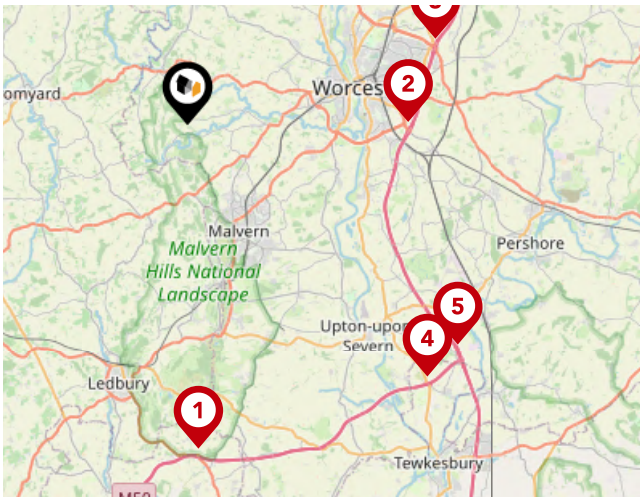 omyard
Worces
2
Malvern
Malvern
Hills National
Landscape
Pershore
5
Upton-upon
Severn
4
Ledbury
1
Tewkesbury
M50